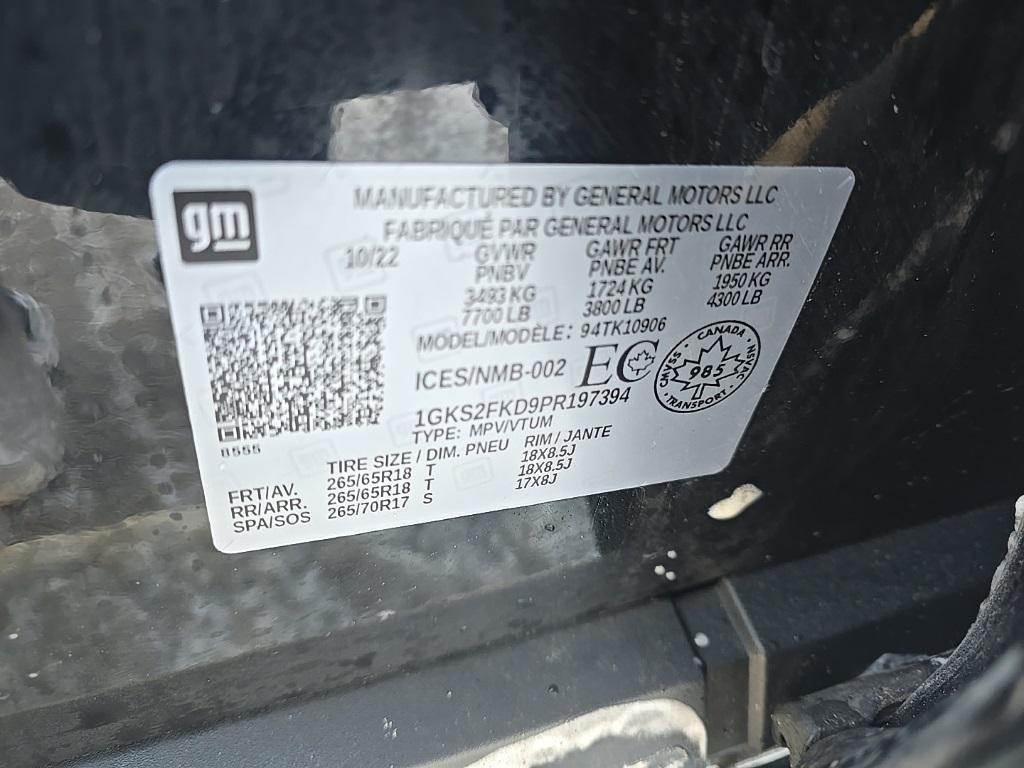 gm
MANUFACTURED BY GENERAL MOTORS LLC
FABRIQUÉ PAR GENERAL MOTORS LLC
10/22 GVWR GAWR FRT GAWR RR
PNBV PNBE AV. PNBE ARR.
3493 KG 1724 KG 1950 KG
7700 LB 3800 LB 4300 LB
MODEL/MODÈLE: 94TK10906
ICES/NMB-002 EC
CANADA
CMVSS 985 NSVAC
TRANSPORT
1GKS2FKD9PR197394
TYPE: MPV/VTUM
8555
TIRE SIZE / DIM. PNEU RIM / JANTE
FRT/AV. 265/65R18 T 18X8.5J
RR/ARR. 265/65R18 T 18X8.5J
SPA/SOS 265/70R17 S 17X8J